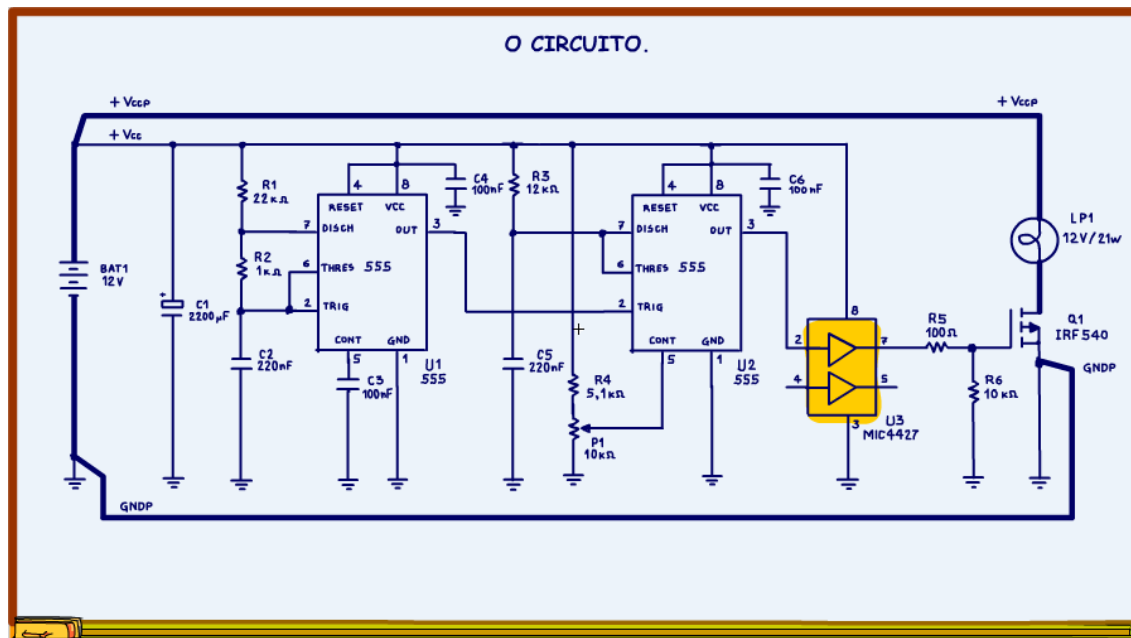 O CIRCUITO.
+ VCCP
+ VCCP
+ VCC
BAT1
12V
C1
2200µF
+
R1
22KΩ
R2
1KΩ
C2
220nF
4
8
RESET
VCC
7
DISCH
OUT
3
6
THRES
555
2
TRIG
CONT
GND
5
1
U1
555
C3
100nF
C4
100nF
R3
12KΩ
C5
220nF
R4
5,1KΩ
P1
10KΩ
4
8
RESET
VCC
7
DISCH
OUT
3
6
THRES
555
2
TRIG
CONT
GND
5
1
U2
555
C6
100nF
8
2
7
4
5
3
U3
MIC4427
R5
100Ω
R6
10KΩ
LP1
12V/21W
Q1
IRF540
GNDP
GNDP